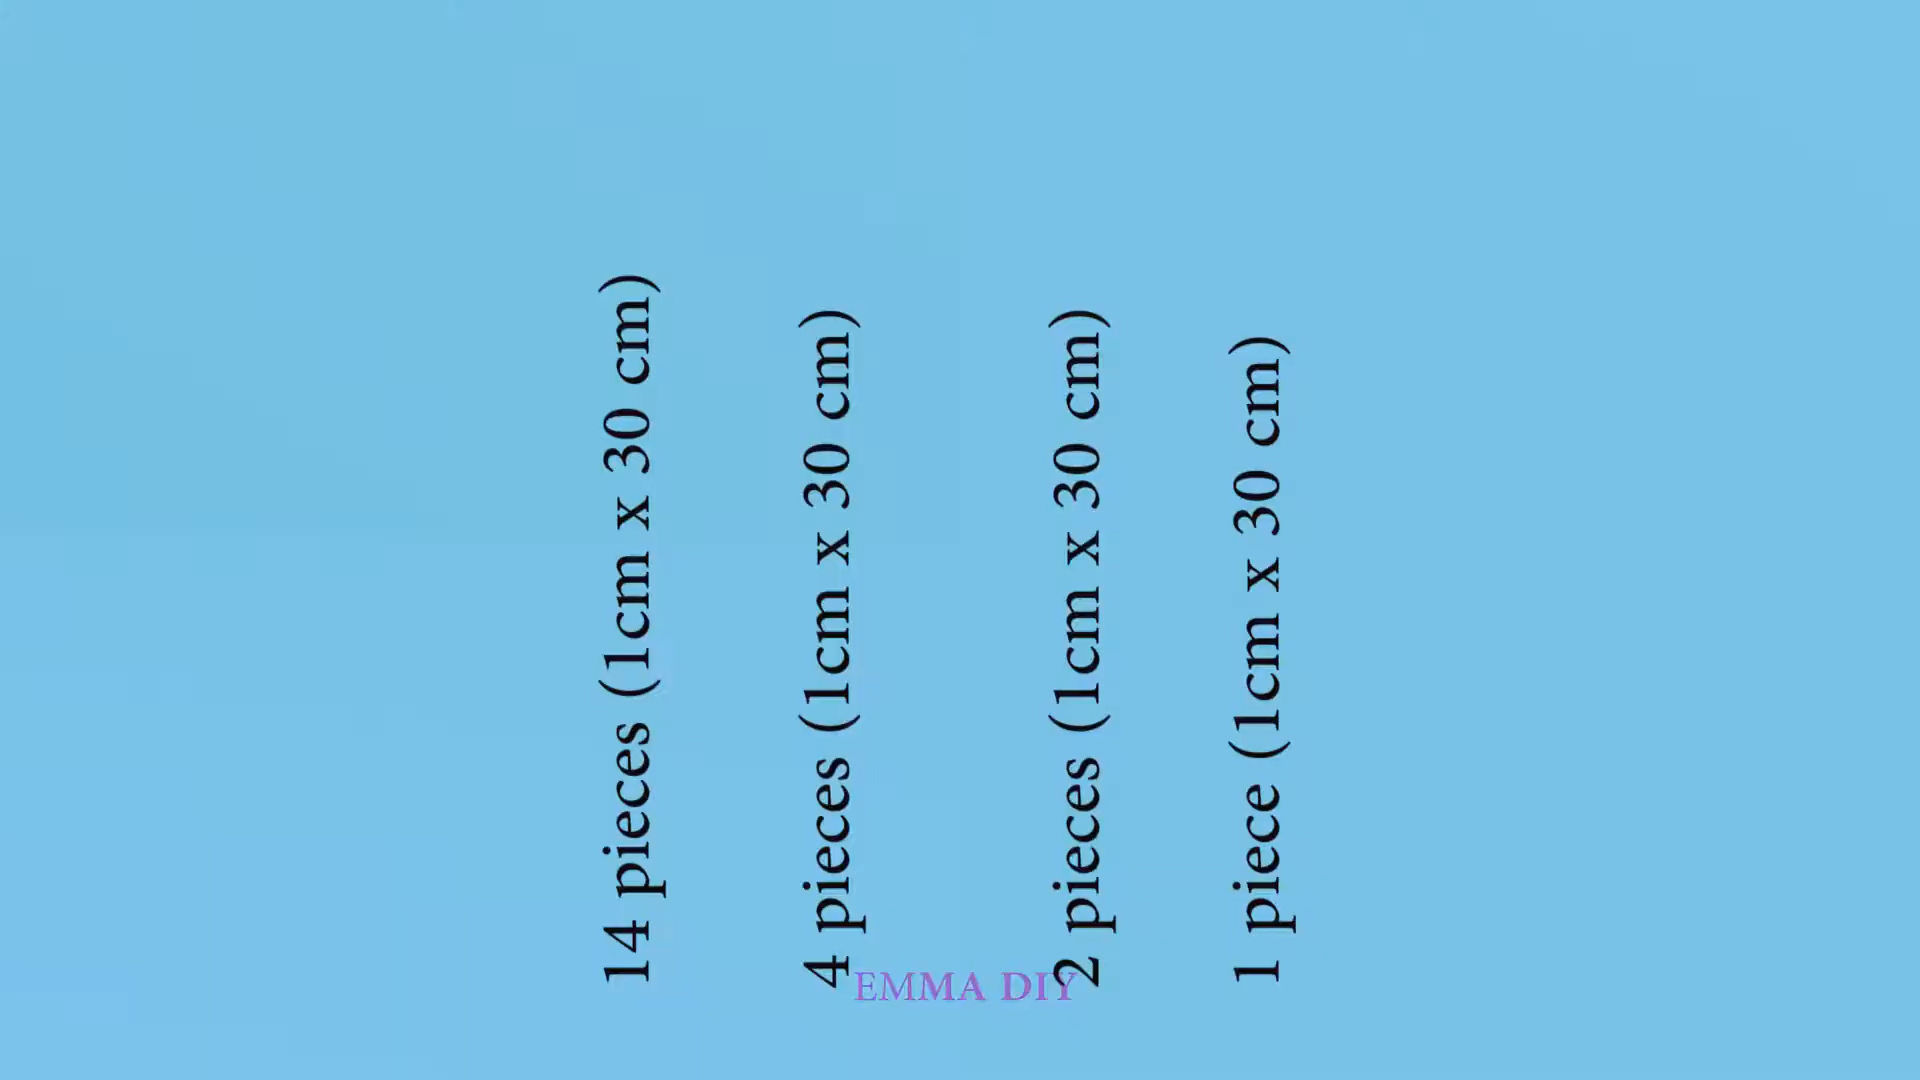 14 pieces (1cm x 30 cm)
4 pieces (1cm x 30 cm)
2 pieces (1cm x 30 cm)
1 piece (1cm x 30 cm)
EMMA DIY